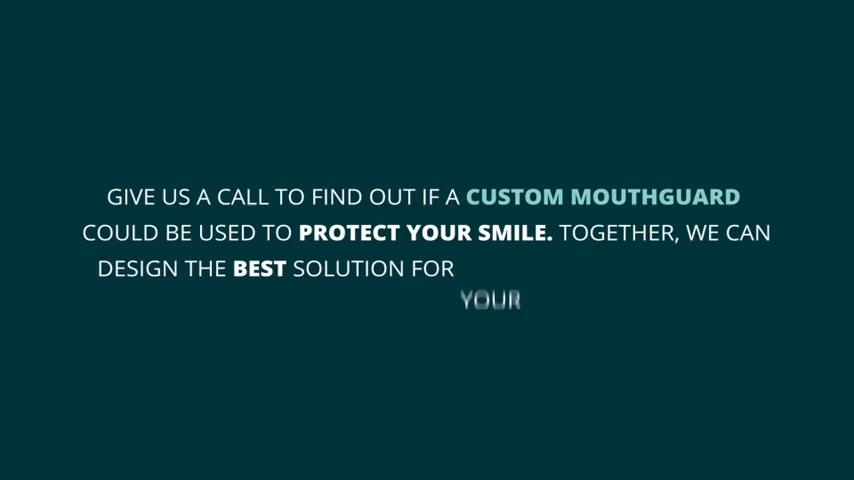 GIVE US A CALL TO FIND OUT IF A CUSTOM MOUTHGUARD
COULD BE USED TO PROTECT YOUR SMILE. TOGETHER, WE CAN
DESIGN THE BEST SOLUTION FOR
YOUR